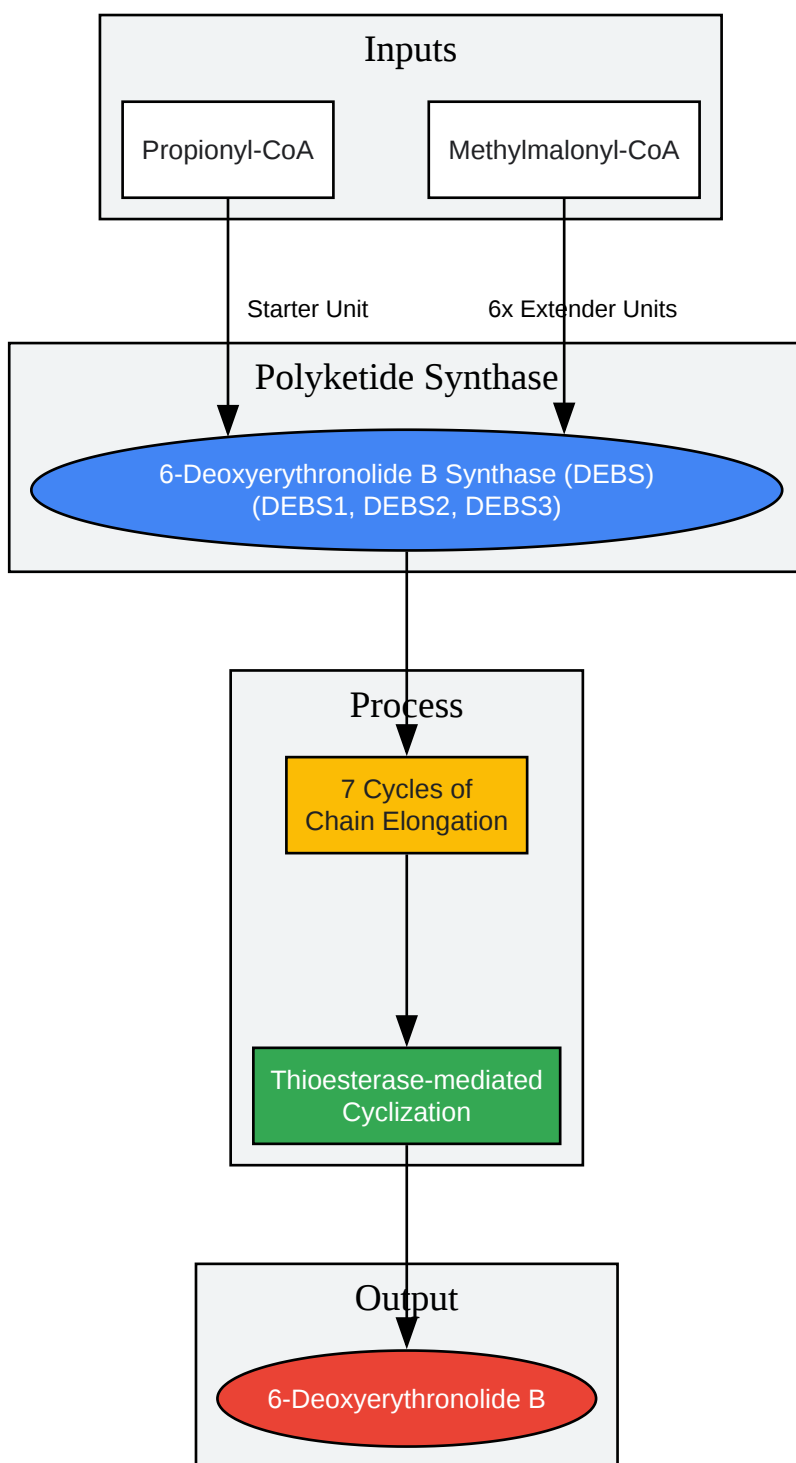 Inputs
Propionyl-CoA
Methylmalonyl-CoA
Starter Unit
6x Extender Units
Polyketide Synthase
6-Deoxyerythronolide B Synthase (DEBS)
(DEBS1, DEBS2, DEBS3)
Process
7 Cycles of
Chain Elongation
Thioesterase-mediated
Cyclization
Output
6-Deoxyerythronolide B